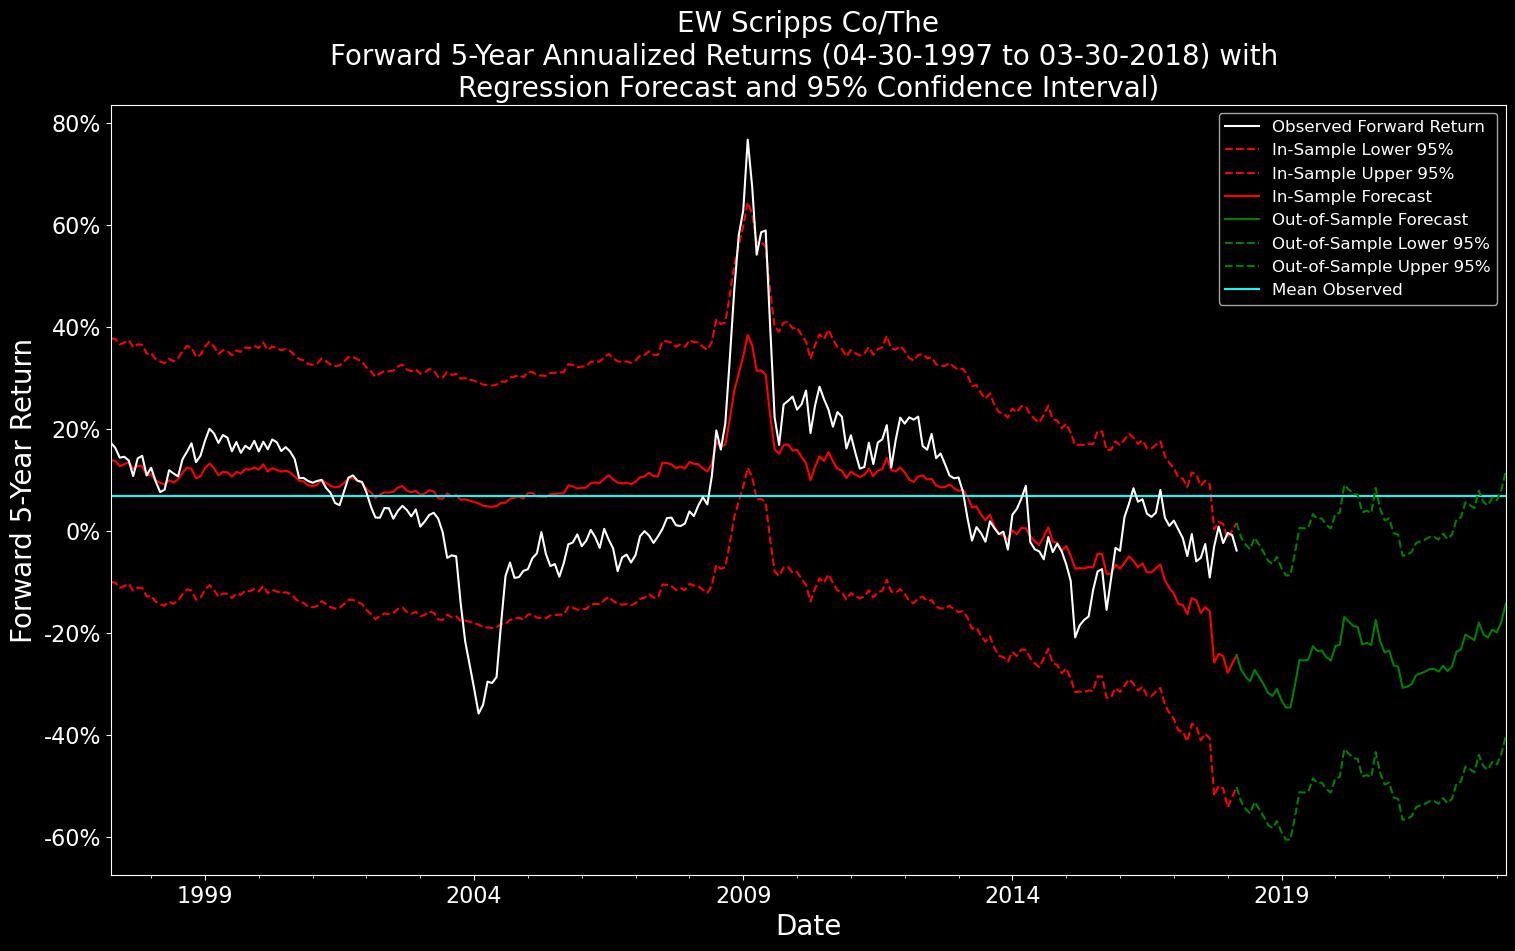 EW Scripps Co/The
Forward 5-Year Annualized Returns (04-30-1997 to 03-30-2018) with
Regression Forecast and 95% Confidence Interval)
Observed Forward Return
In-Sample Lower 95%
In-Sample Upper 95%
In-Sample Forecast
Out-of-Sample Forecast
Out-of-Sample Lower 95%
Out-of-Sample Upper 95%
Mean Observed
Forward 5-Year Return
80%
60%
40%
20%
0%
-20%
-40%
-60%
1999
2004
2009
2014
2019
Date